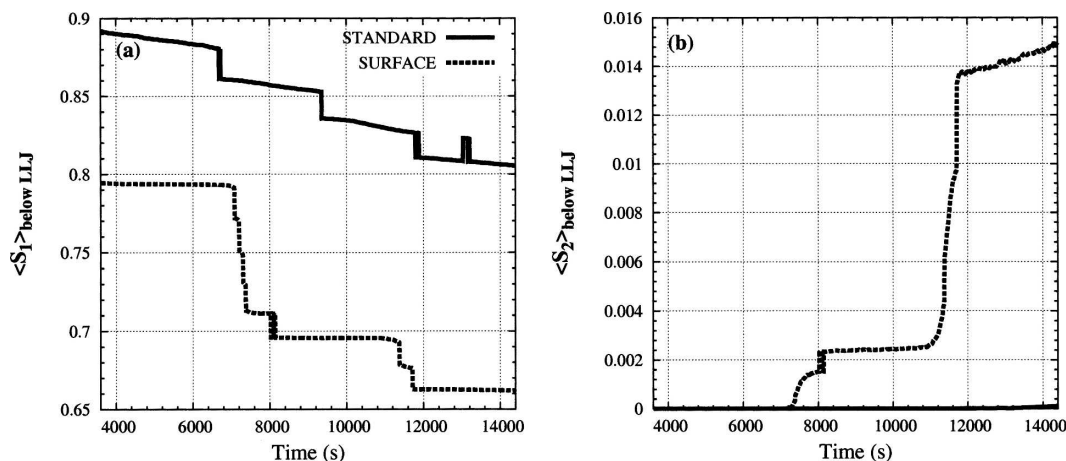 (a)
STANDARD
SURFACE
0.9
0.85
0.8
0.75
0.7
0.65
<S1>below LLJ
4000 6000 8000 10000 12000 14000
Time (s)
(b)
0.016
0.014
0.012
0.01
0.008
0.006
0.004
0.002
0
<S2>below LLJ
4000 6000 8000 10000 12000 14000
Time (s)